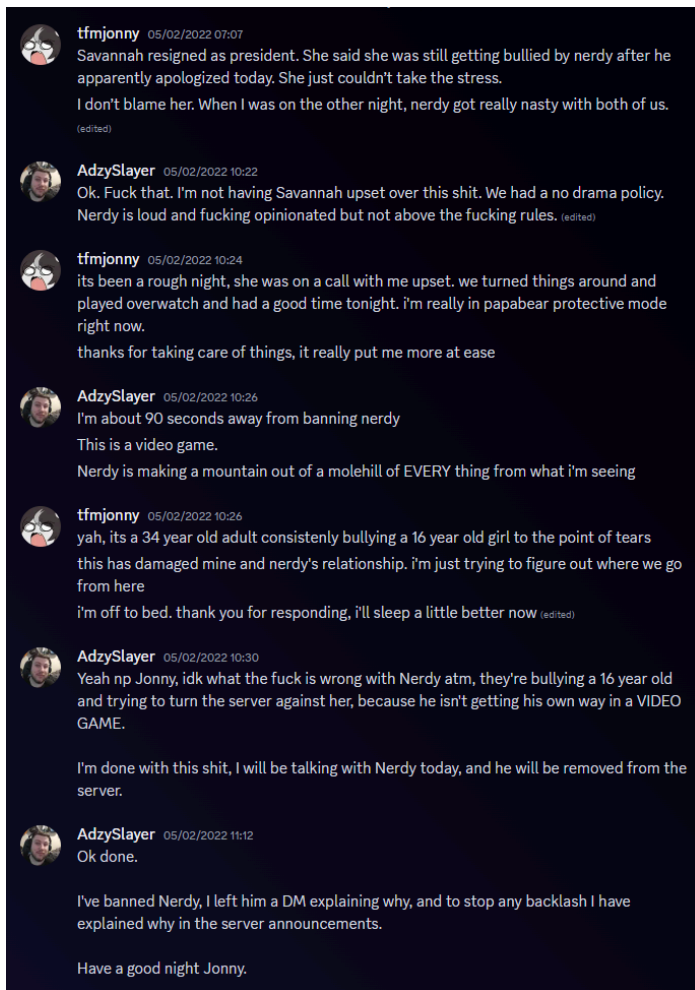 tfmjonny 05/02/2022 07:07
Savannah resigned as president. She said she was still getting bullied by nerdy after he
apparently apologized today. She just couldn't take the stress.
I don't blame her. When I was on the other night, nerdy got really nasty with both of us.
(edited)
AdzySlayer 05/02/2022 10:22
Ok. Fuck that. I'm not having Savannah upset over this shit. We had a no drama policy.
Nerdy is loud and fucking opinionated but not above the fucking rules. (edited)
tfmjonny 05/02/2022 10:24
its been a rough night, she was on a call with me upset. we turned things around and
played overwatch and had a good time tonight. i'm really in papabear protective mode
right now.
thanks for taking care of things, it really put me more at ease
AdzySlayer 05/02/2022 10:26
I'm about 90 seconds away from banning nerdy
This is a video game.
Nerdy is making a mountain out of a molehill of EVERY thing from what i'm seeing
tfmjonny 05/02/2022 10:26
yah, its a 34 year old adult consistenly bullying a 16 year old girl to the point of tears
this has damaged mine and nerdy's relationship. i'm just trying to figure out where we go
from here
i'm off to bed. thank you for responding, i'll sleep a little better now (edited)
AdzySlayer 05/02/2022 10:30
Yeah np Jonny, idk what the fuck is wrong with Nerdy atm, they're bullying a 16 year old
and trying to turn the server against her, because he isn't getting his own way in a VIDEO
GAME.
I'm done with this shit, I will be talking with Nerdy today, and he will be removed from the
server.
AdzySlayer 05/02/2022 11:12
Ok done.
I've banned Nerdy, I left him a DM explaining why, and to stop any backlash I have
explained why in the server announcements.
Have a good night Jonny.